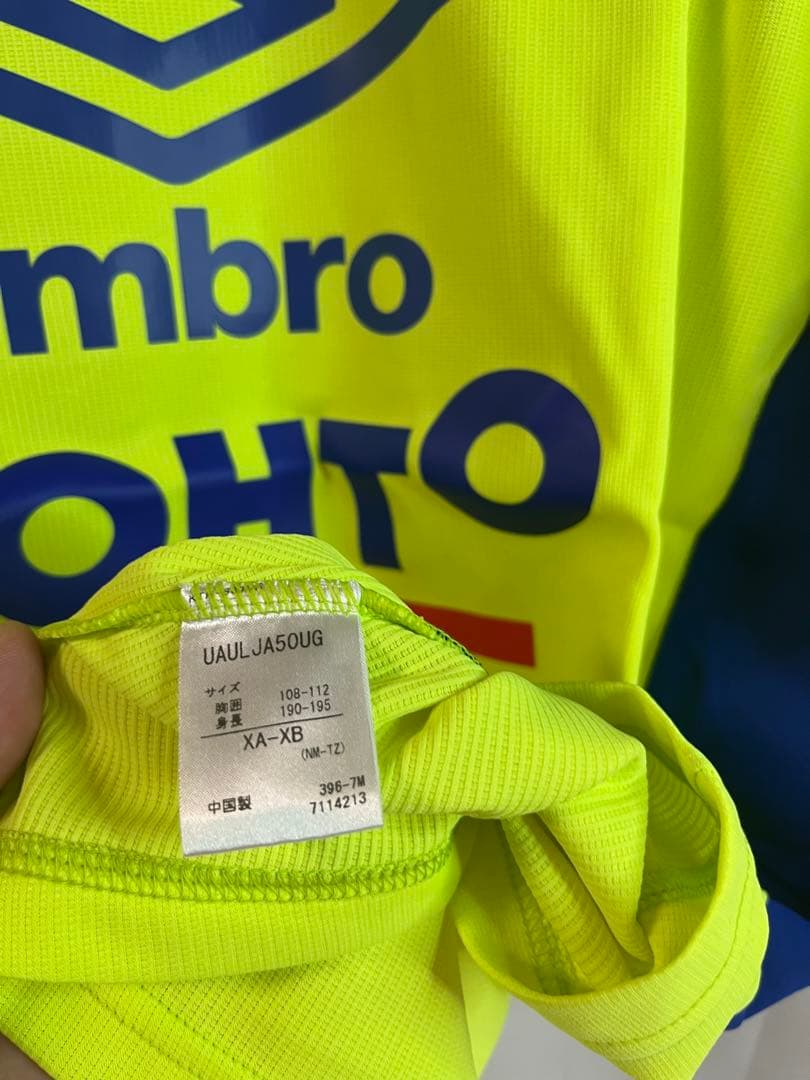 mbro
OHTO
UAULJA50UG
サイズ
胸囲 108-112
身長 190-195
XA-XB
(NM-TZ)
396-7M
中国製 7114213